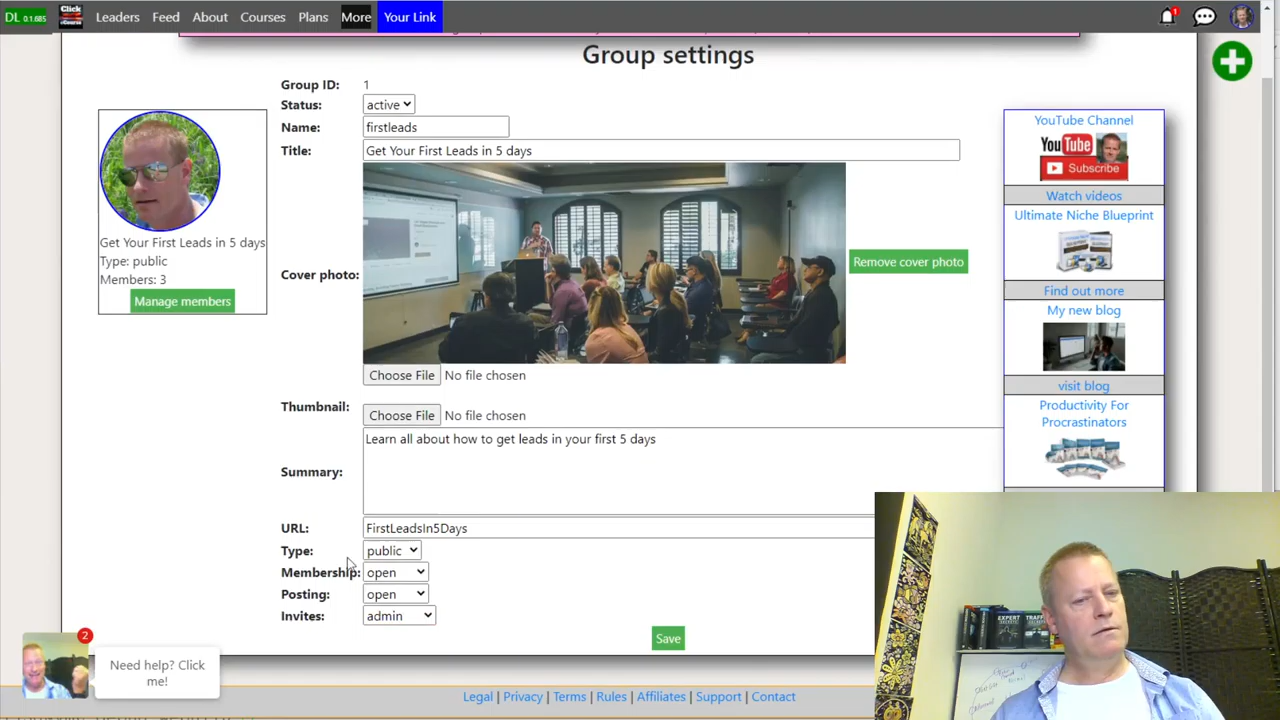 DL 0.1.685
Click
eCourse
Leaders
Feed
About
Courses
Plans
More
Your Link
1
Group settings
Group ID: 1
Status: active
Name: firstleads
Title: Get Your First Leads in 5 days
Cover photo:
Remove cover photo
Choose File No file chosen
Thumbnail:
Choose File No file chosen
Summary: Learn all about how to get leads in your first 5 days
URL: FirstLeadsIn5Days
Type: public
Membership: open
Posting: open
Invites: admin
Save
Get Your First Leads in 5 days
Type: public
Members: 3
Manage members
YouTube Channel
YouTube
Subscribe
Watch videos
Ultimate Niche Blueprint
Find out more
My new blog
visit blog
Productivity For
Procrastinators
2
Need help? Click
me!
EXPERT
TRAFFIC
Legal | Privacy | Terms | Rules | Affiliates | Support | Contact